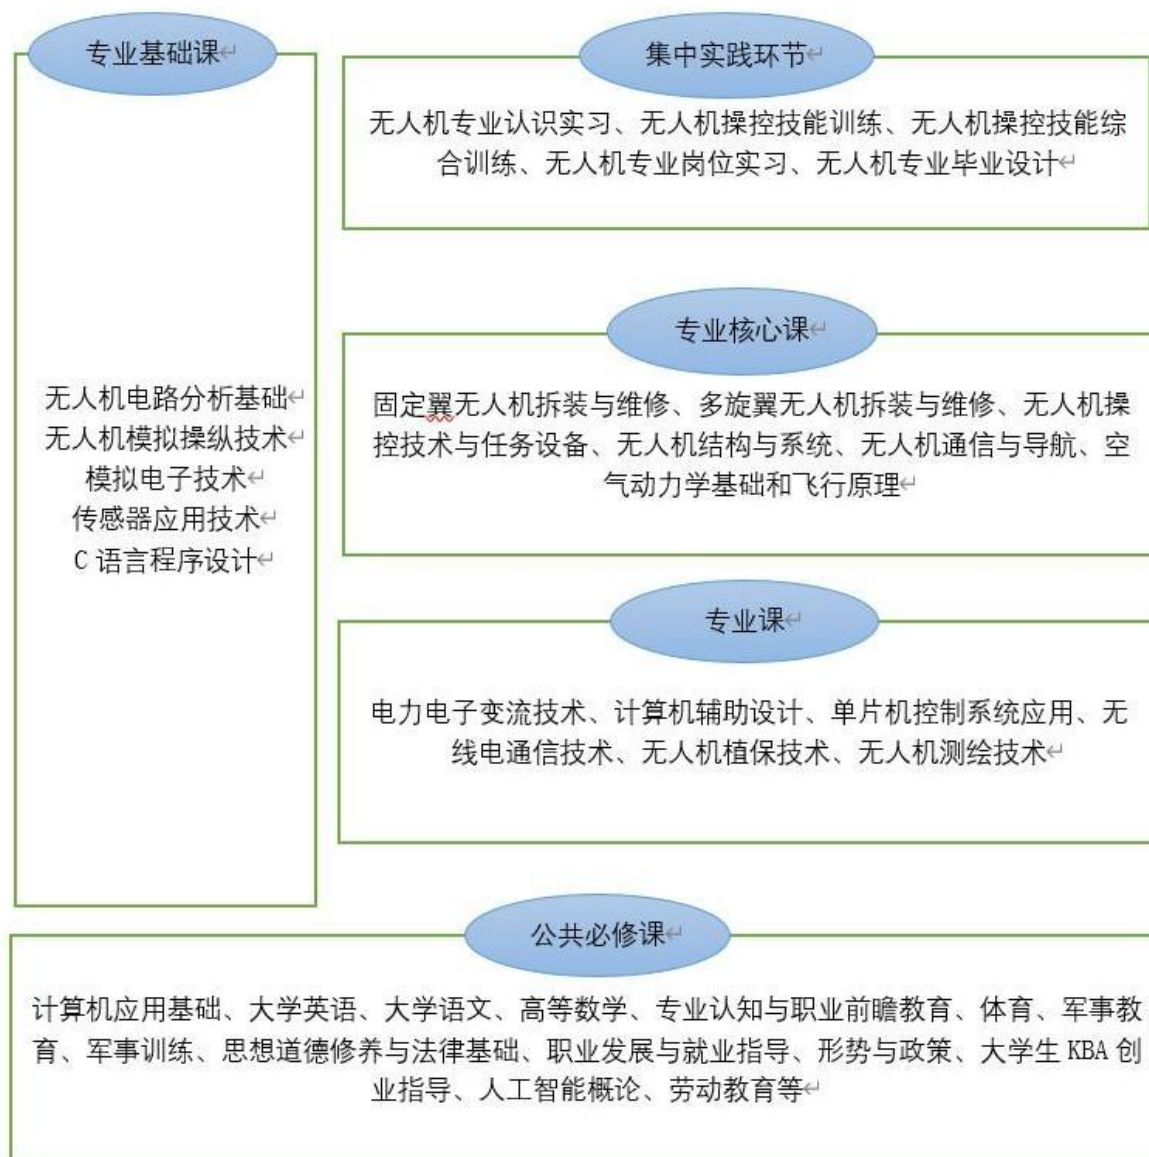 专业基础课
无人机电路分析基础
无人机模拟操纵技术
模拟电子技术
传感器应用技术
C 语言程序设计
集中实践环节
无人机专业认识实习、无人机操控技能训练、无人机操控技能综
合训练、无人机专业岗位实习、无人机专业毕业设计
专业核心课
固定翼无人机拆装与维修、多旋翼无人机拆装与维修、无人机操
控技术与任务设备、无人机结构与系统、无人机通信与导航、空
气动力学基础和飞行原理
专业课
电力电子变流技术、计算机辅助设计、单片机控制系统应用、无
线电通信技术、无人机植保技术、无人机测绘技术
公共必修课
计算机应用基础、大学英语、大学语文、高等数学、专业认知与职业前瞻教育、体育、军事教
育、军事训练、思想道德修养与法律基础、职业发展与就业指导、形势与政策、大学生 KBA 创
业指导、人工智能概论、劳动教育等